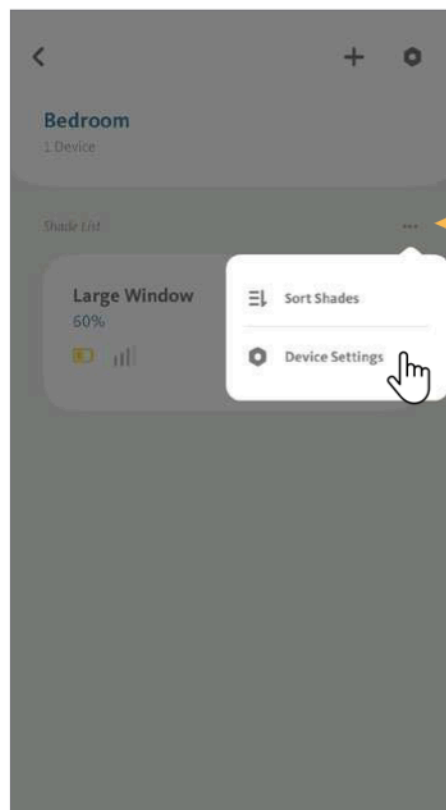 Bedroom
1 Device
Shade List
Large Window
60%
Sort Shades
Device Settings